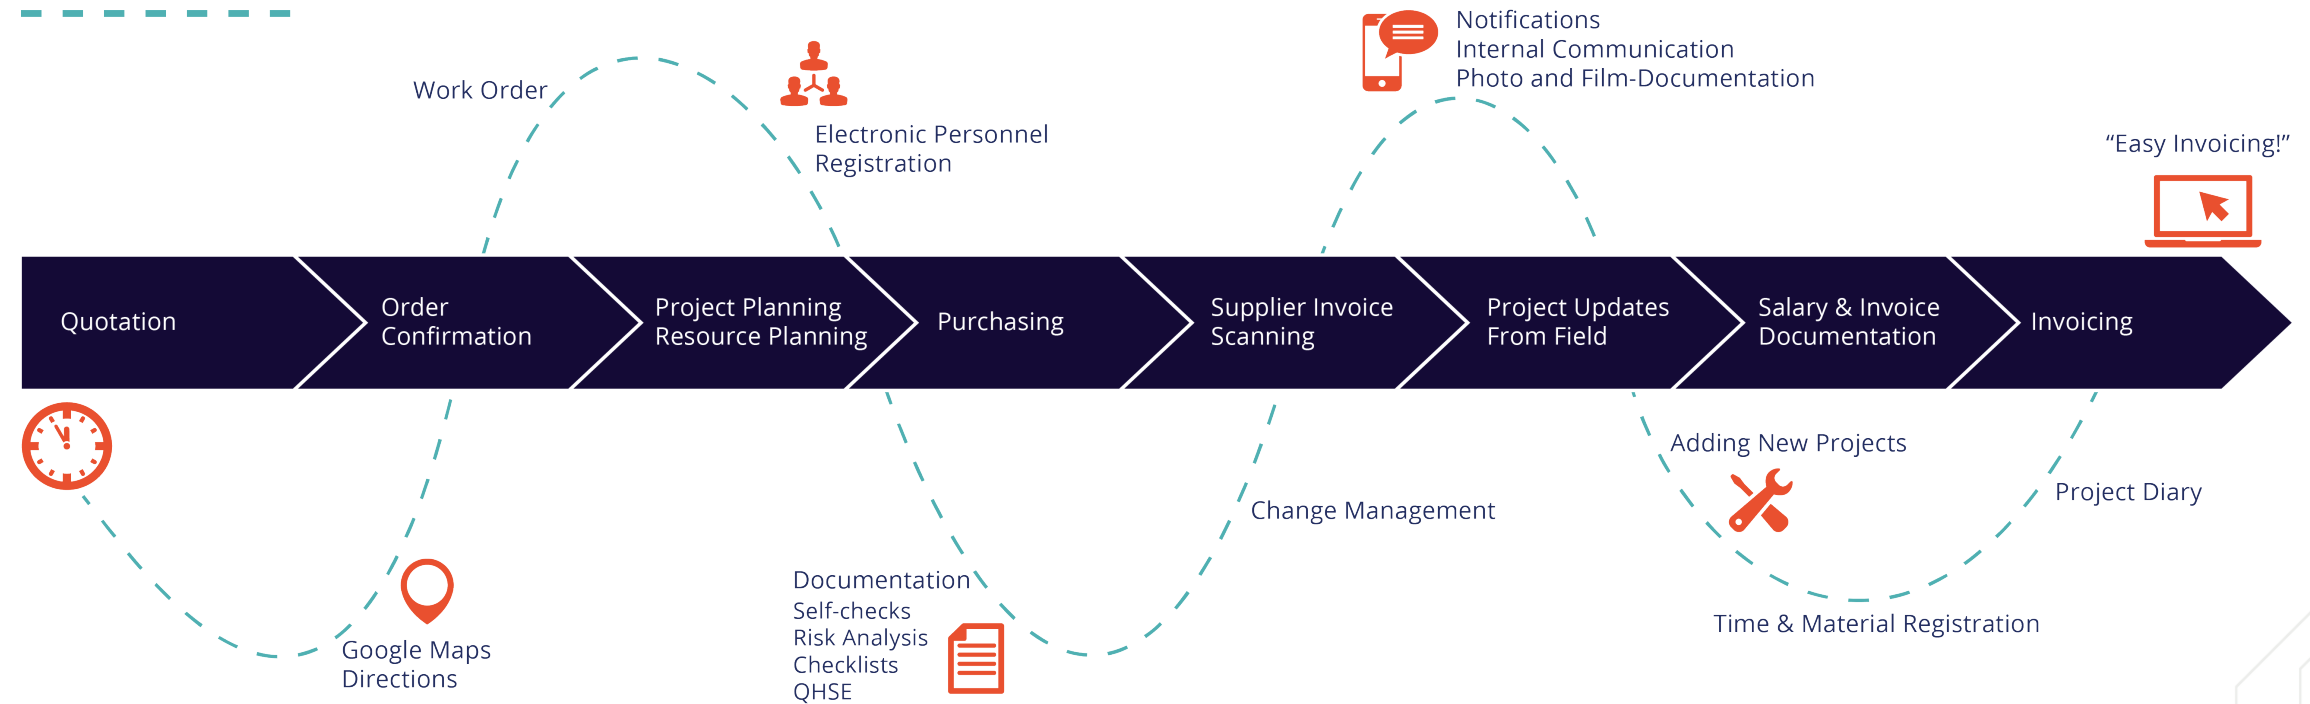 Notifications
Internal Communication
Photo and Film-Documentation
Work Order
Electronic Personnel
Registration
“Easy Invoicing!”
Quotation
Order
Confirmation
Project Planning
Resource Planning
Purchasing
Supplier Invoice
Scanning
Project Updates
From Field
Salary & Invoice
Documentation
Invoicing
Google Maps
Directions
Documentation
Self-checks
Risk Analysis
Checklists
QHSE
Change Management
Adding New Projects
Project Diary
Time & Material Registration